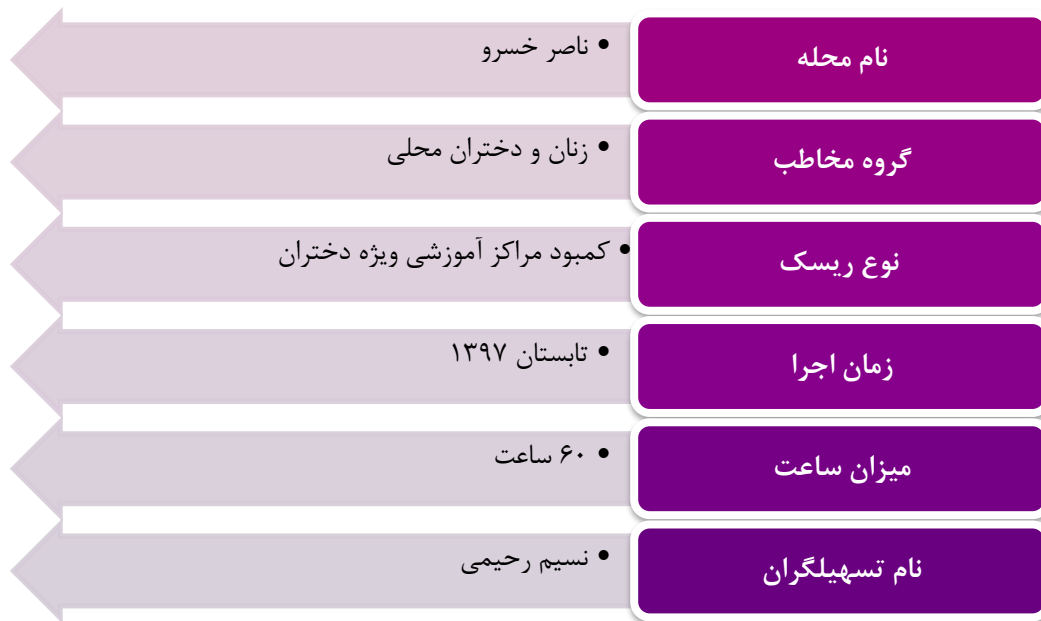 نام محله
• ناصر خسرو
گروه مخاطب
• زنان و دختران محلی
نوع ریسک
• کمبود مراکز آموزشی ویژه دختران
زمان اجرا
• تابستان ۱۳۹۷
میزان ساعت
• ۶۰ ساعت
نام تسهیلگران
• نسیم رحیمی